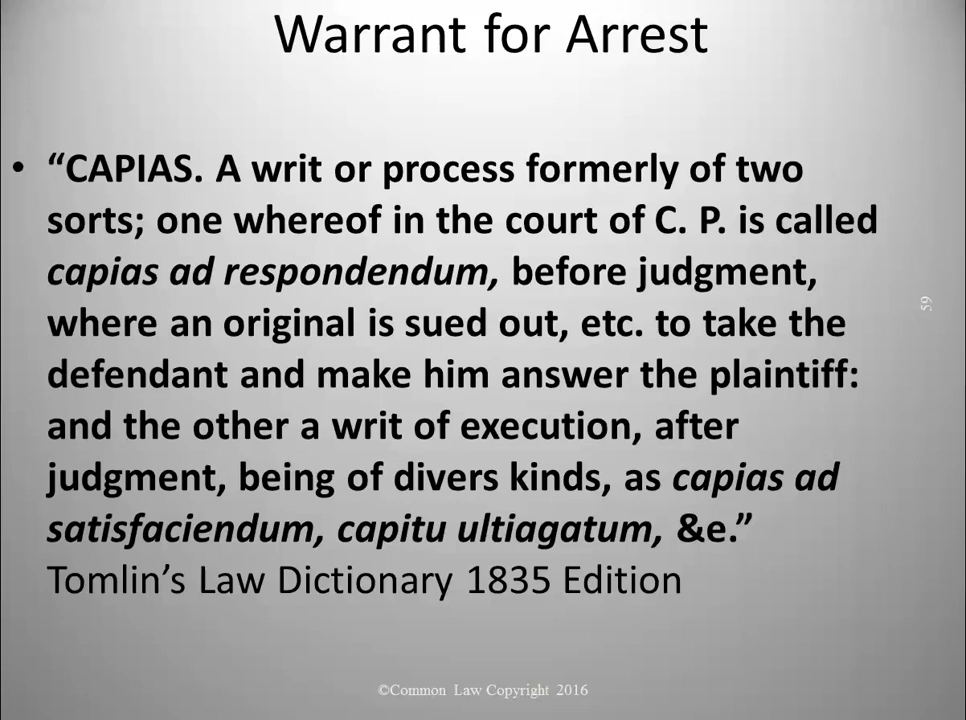 Warrant for Arrest
• “CAPIAS. A writ or process formerly of two
sorts; one whereof in the court of C. P. is called
capias ad respondendum, before judgment,
where an original is sued out, etc. to take the
defendant and make him answer the plaintiff:
and the other a writ of execution, after
judgment, being of divers kinds, as capias ad
satisfaciendum, capitu ultiagatum, &e.”
Tomlin’s Law Dictionary 1835 Edition
59
©Common Law Copyright 2016